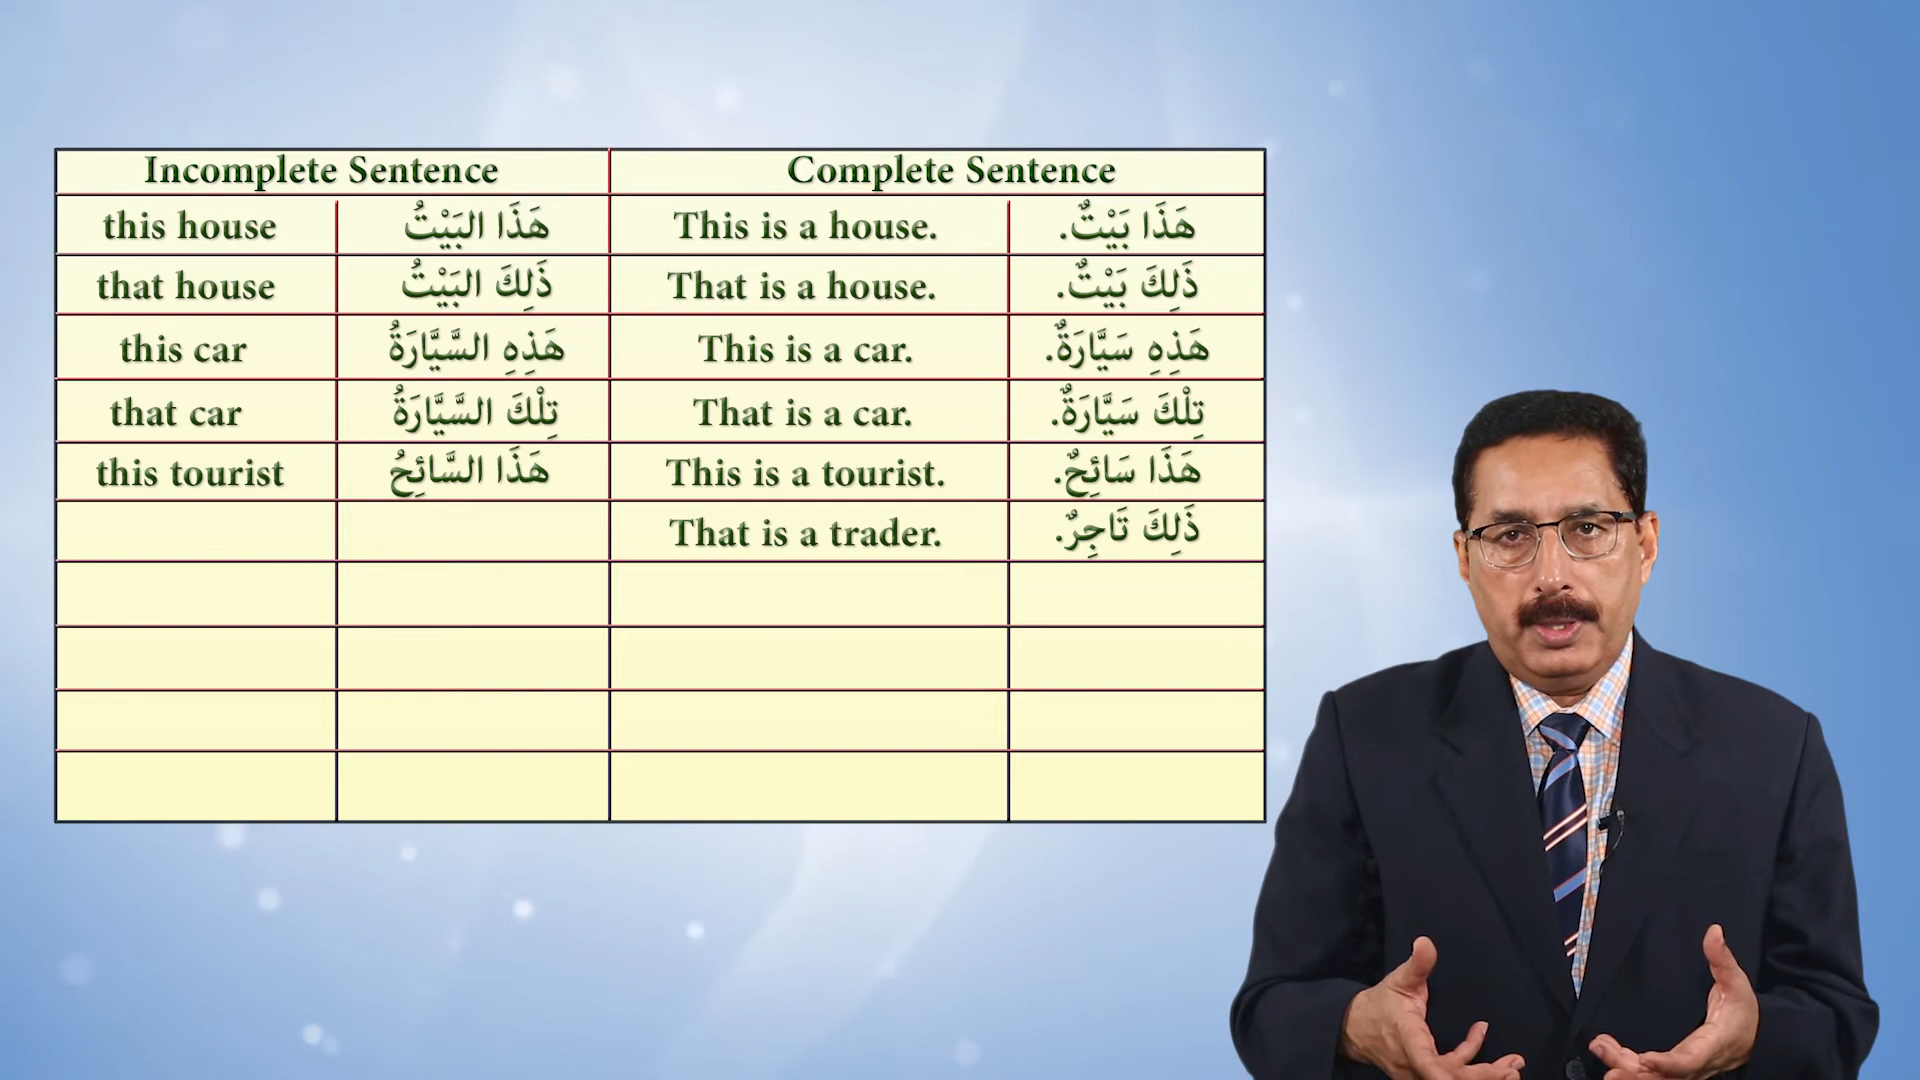 Incomplete Sentence Complete Sentence
this house هَذَا البَيْتُ This is a house. هَذَا بَيْتٌ.
that house ذَلِكَ البَيْتُ That is a house. ذَلِكَ بَيْتٌ.
this car هَذِهِ السَّيَّارَةُ This is a car. هَذِهِ سَيَّارَةٌ.
that car تِلْكَ السَّيَّارَةُ That is a car. تِلْكَ سَيَّارَةٌ.
this tourist هَذَا السَّائِحُ This is a tourist. هَذَا سَائِحٌ.
That is a trader. ذَلِكَ تَاجِرٌ.